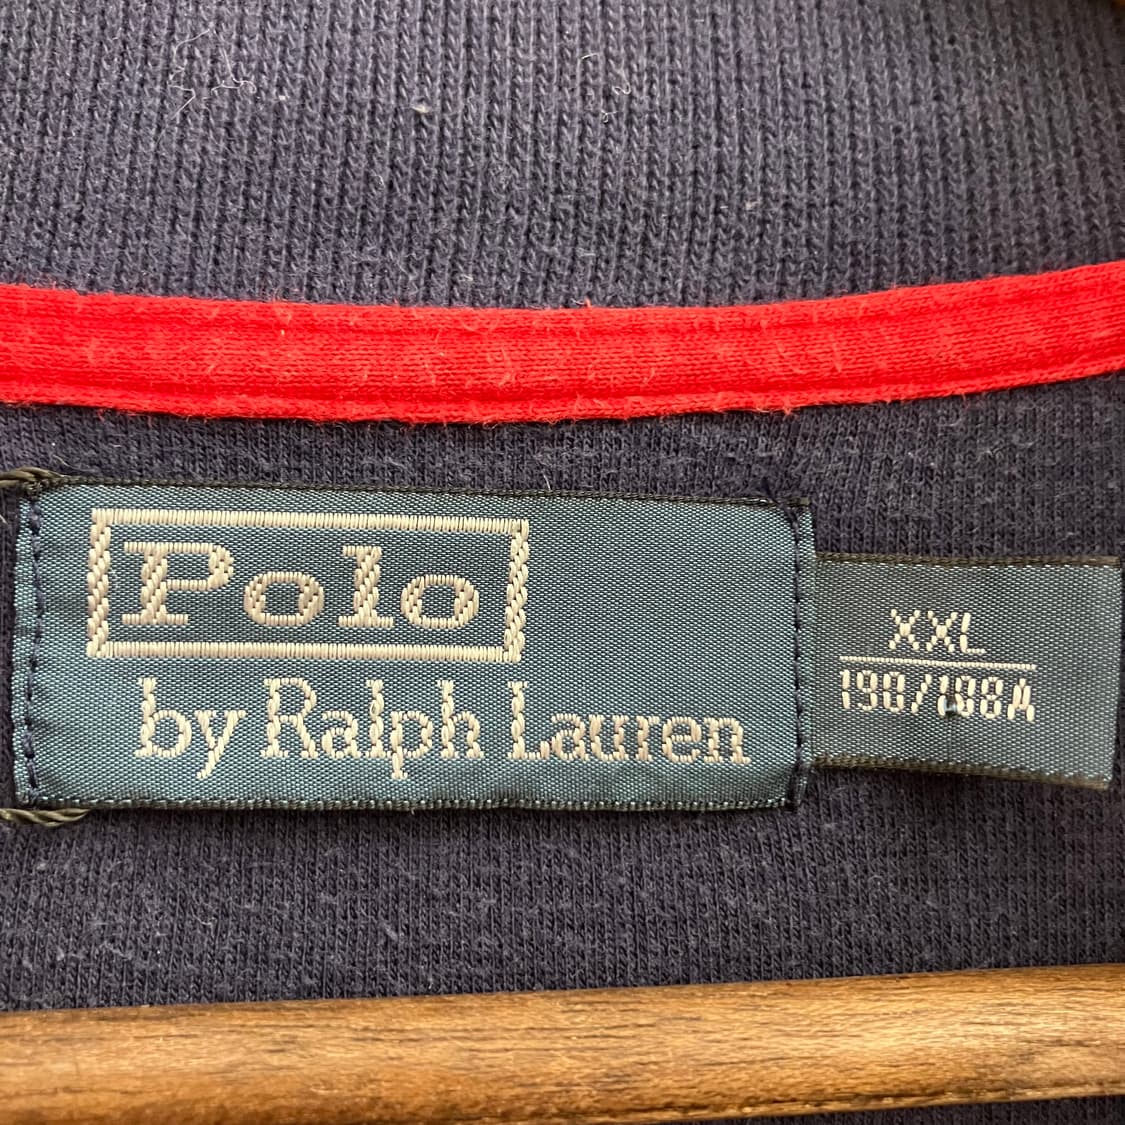 Polo
by Ralph Lauren
XXL
190/108A